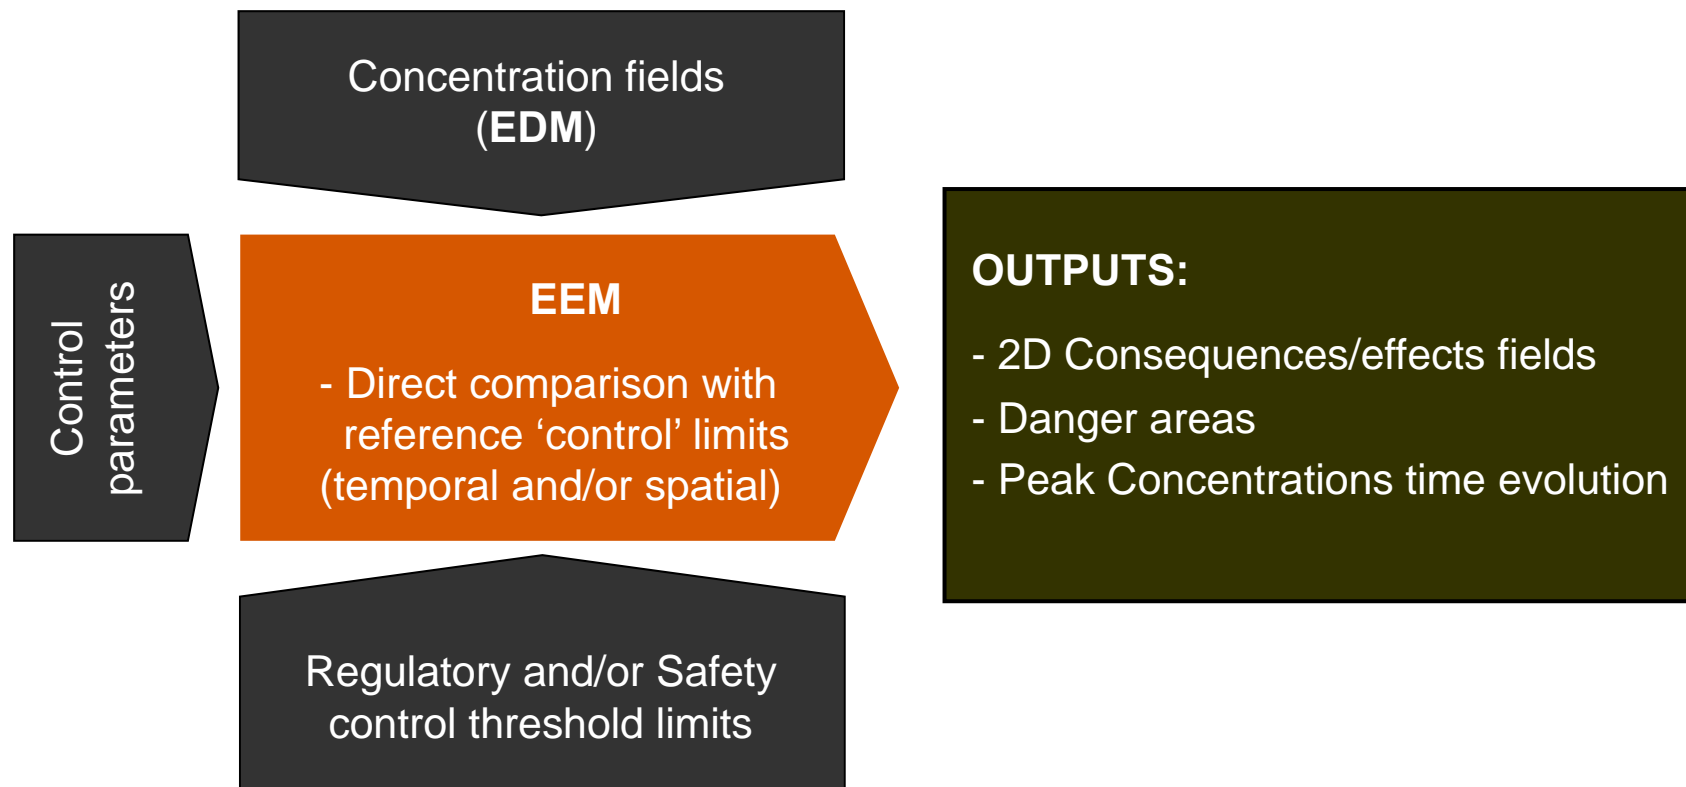 Concentration fields
(EDM)
Control
parameters
EEM
- Direct comparison with
reference ‘control’ limits
(temporal and/or spatial)
Regulatory and/or Safety
control threshold limits
OUTPUTS:
- 2D Consequences/effects fields
- Danger areas
- Peak Concentrations time evolution